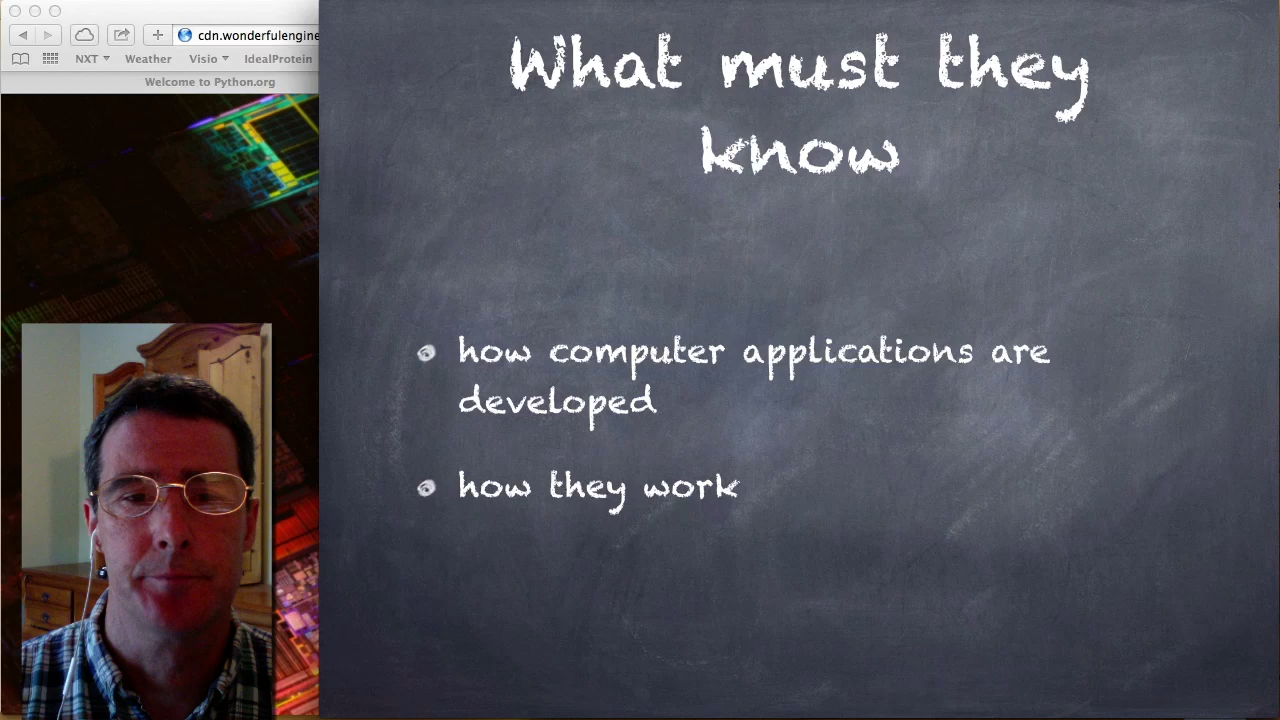 cdn.wonderfulengine
NXT Weather Visio IdealProtein
Welcome to Python.org
What must they
know
how computer applications are
developed
how they work